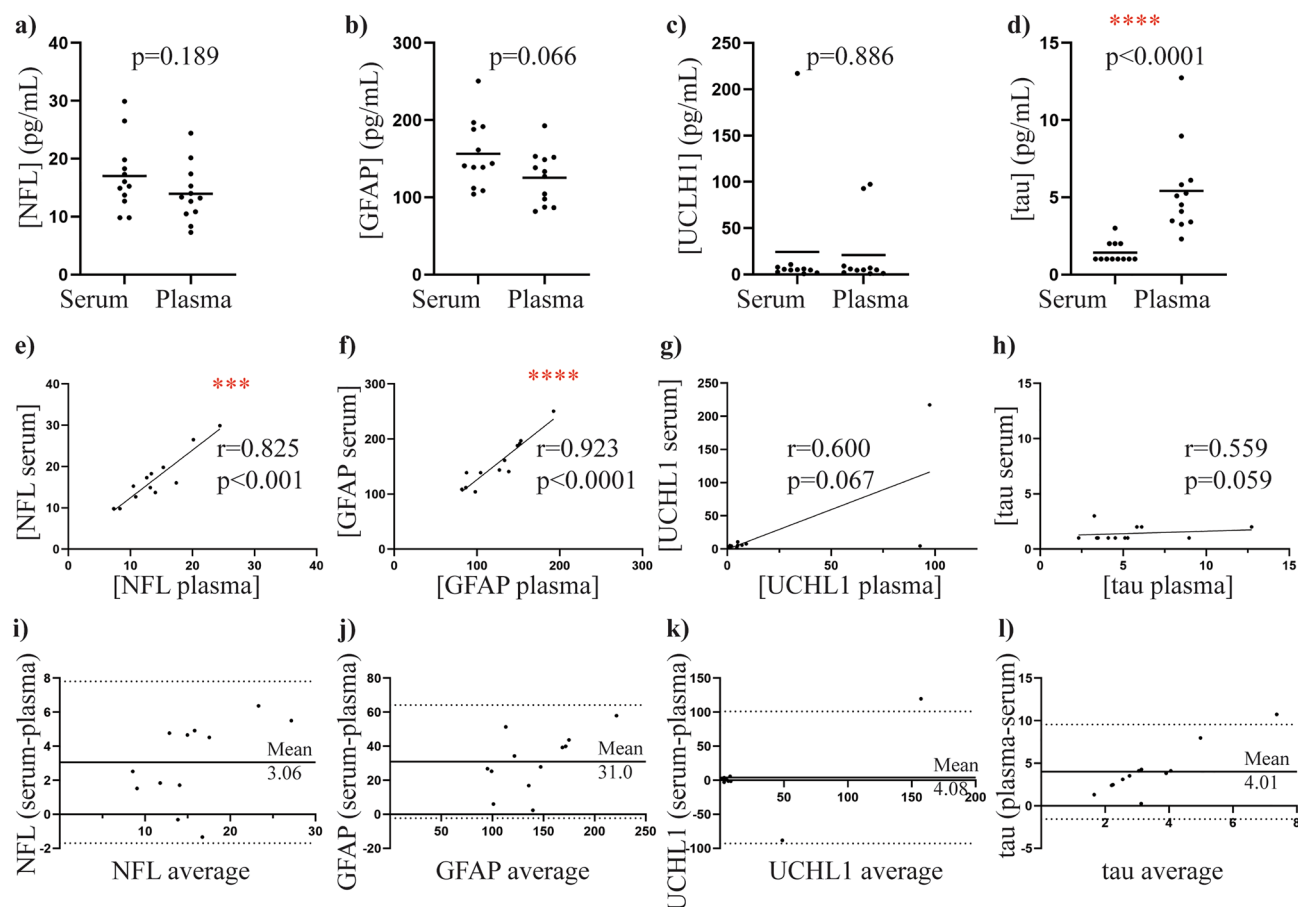 a)
[NFL] (pg/mL)
40
30
20
10
0
p=0.189
Serum Plasma
b)
[GFAP] (pg/mL)
300
200
100
0
p=0.066
Serum Plasma
c)
[UCLH1] (pg/mL)
250
200
150
100
50
0
p=0.886
Serum Plasma
d)
[tau] (pg/mL)
15
10
5
0
****
p<0.0001
Serum Plasma
e)
[NFL serum]
40
30
20
10
0
***
r=0.825
p<0.001
0 10 20 30 40
[NFL plasma]
f)
[GFAP serum]
300
200
100
0
****
r=0.923
p<0.0001
0 100 200 300
[GFAP plasma]
g)
[UCHL1 serum]
250
200
150
100
50
0
r=0.600
p=0.067
0 50 100
[UCHL1 plasma]
h)
[tau serum]
15
10
5
0
r=0.559
p=0.059
0 5 10 15
[tau plasma]
i)
NFL (serum-plasma)
8
6
4
2
0
-2
Mean
3.06
10 20 30
NFL average
j)
GFAP (serum-plasma)
80
60
40
20
0
-20
Mean
31.0
50 100 150 200 250
GFAP average
k)
UCHL1 (serum-plasma)
150
100
50
0
-50
-100
Mean
4.08
50 100 150 200
UCHL1 average
l)
tau (plasma-serum)
15
10
5
0
-5
Mean
4.01
2 4 6 8
tau average